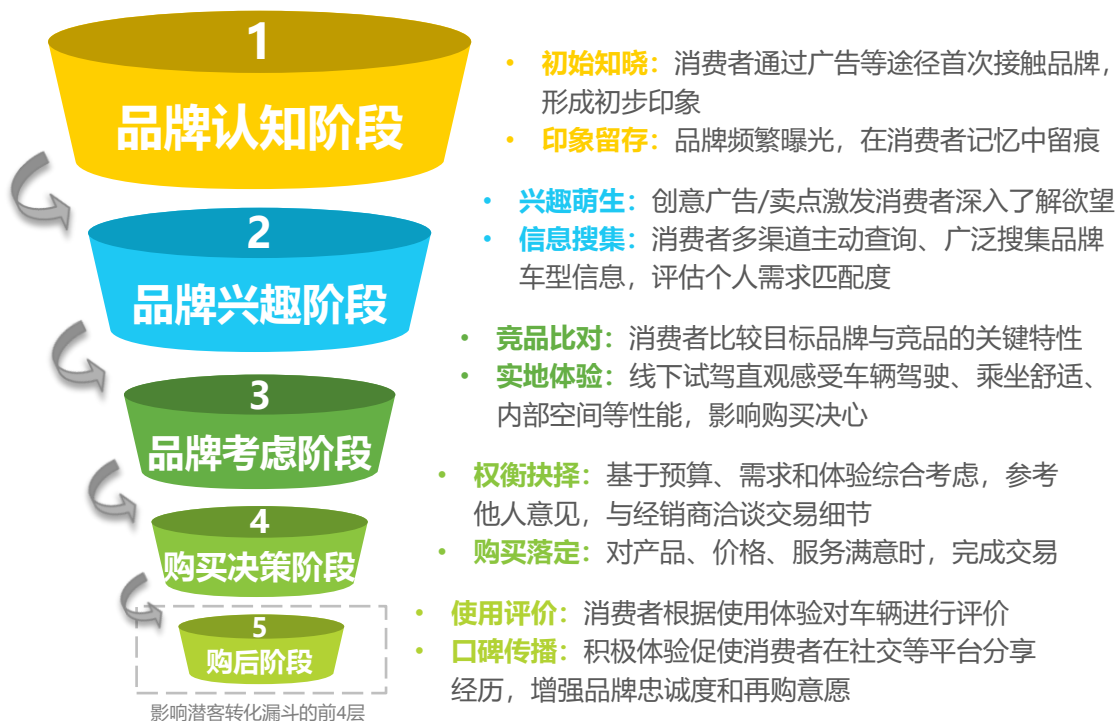 1
品牌认知阶段
• 初始知晓：消费者通过广告等途径首次接触品牌，
形成初步印象
• 印象留存：品牌频繁曝光，在消费者记忆中留痕
2
品牌兴趣阶段
• 兴趣萌生：创意广告/卖点激发消费者深入了解欲望
• 信息搜集：消费者多渠道主动查询、广泛搜集品牌
车型信息，评估个人需求匹配度
3
品牌考虑阶段
• 竞品比对：消费者比较目标品牌与竞品的关键特性
• 实地体验：线下试驾直观感受车辆驾驶、乘坐舒适、
内部空间等性能，影响购买决心
4
购买决策阶段
• 权衡抉择：基于预算、需求和体验综合考虑，参考
他人意见，与经销商洽谈交易细节
• 购买落定：对产品、价格、服务满意时，完成交易
5
购后阶段
• 使用评价：消费者根据使用体验对车辆进行评价
• 口碑传播：积极体验促使消费者在社交等平台分享
经历，增强品牌忠诚度和再购意愿
影响潜客转化漏斗的前4层